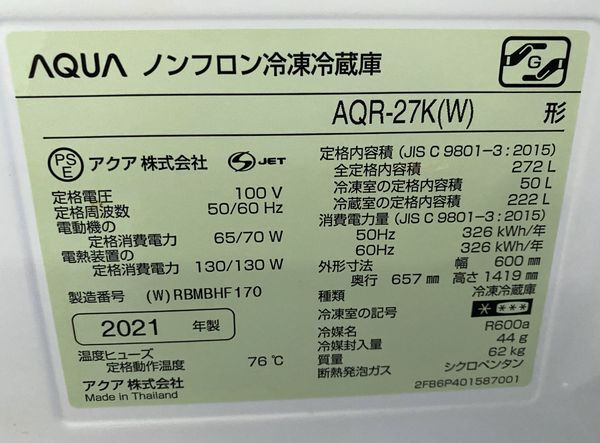 AQUA ノンフロン冷凍冷蔵庫
G
AQR-27K(W) 形
PS E アクア 株式会社 S JET
定格電圧 100 V
定格周波数 50/60 Hz
電動機の
定格消費電力 65/70 W
電熱装置の
定格消費電力 130/130 W
製造番号 (W) RBMBHF170
2021 年製
温度ヒューズ
定格動作温度 76 ℃
アクア 株式会社
Made in Thailand
定格内容積 (JIS C 9801-3 : 2015)
全定格内容積 272 L
冷凍室の定格内容積 50 L
冷蔵室の定格内容積 222 L
消費電力量 (JIS C 9801-3 : 2015)
50Hz 326 kWh/年
60Hz 326 kWh/年
外形寸法 幅 600 ㎜
奥行 657 ㎜ 高さ 1419 ㎜
種類 冷凍冷蔵庫
冷凍室の記号 * ***
冷媒名 R600a
冷媒封入量 44 g
質量 62 kg
断熱発泡ガス シクロペンタン
2FB6P401587001